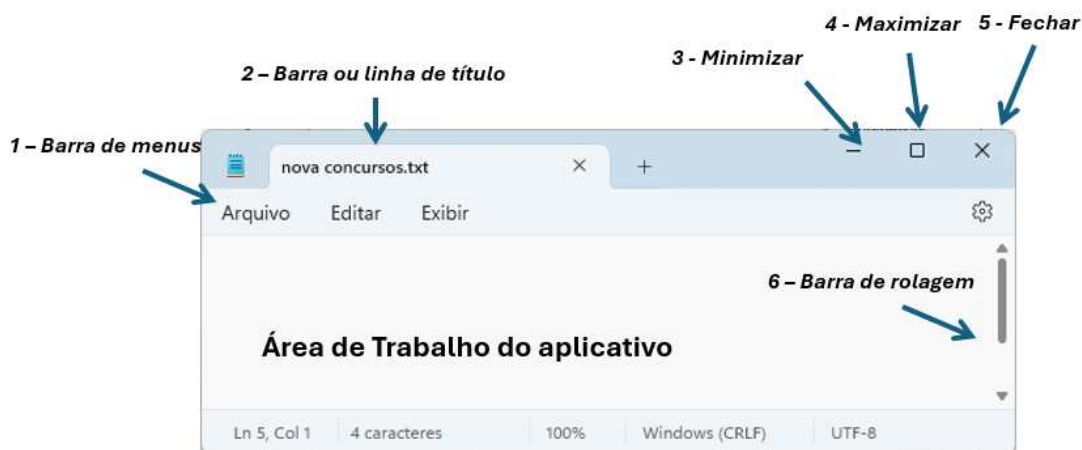 4 - Maximizar 5 - Fechar
3 - Minimizar
2 – Barra ou linha de título
1 – Barra de menus
nova concursos.txt
Arquivo Editar Exibir
6 – Barra de rolagem
Área de Trabalho do aplicativo
Ln 5, Col 1 4 caracteres 100% Windows (CRLF) UTF-8